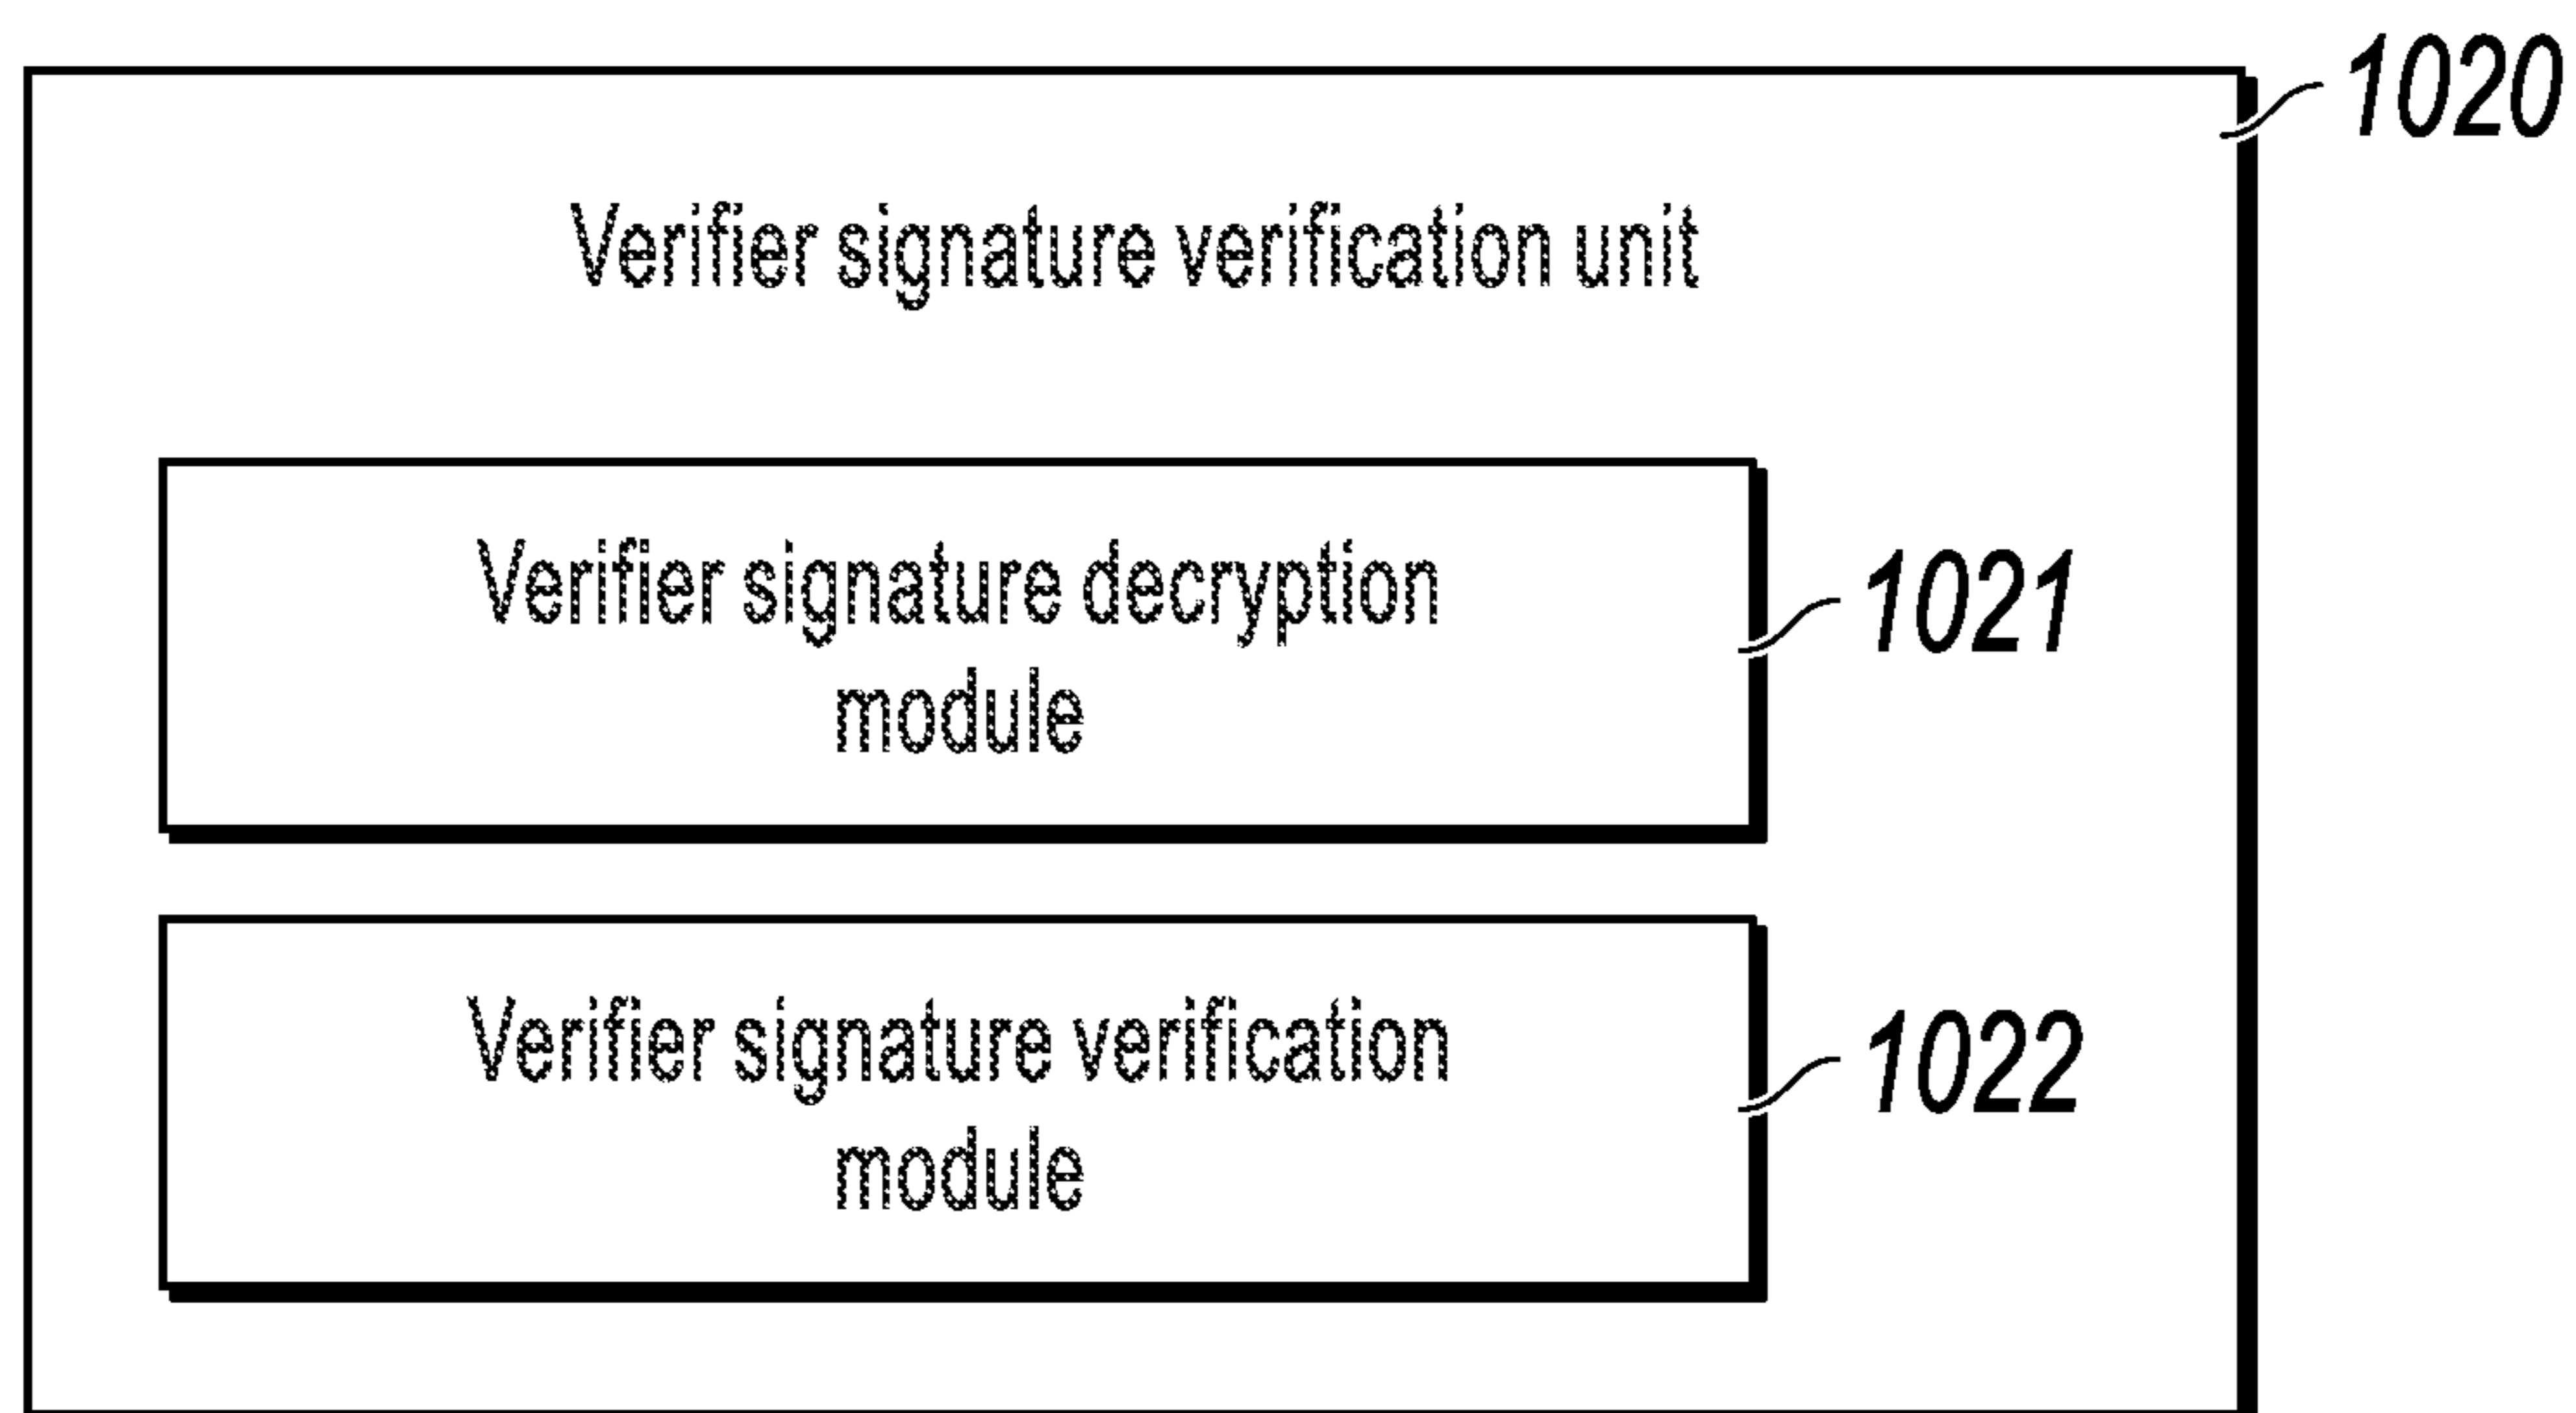 1020
Verifier signature verification unit
Verifier signature decryption
module
1021
Verifier signature verification
module
1022